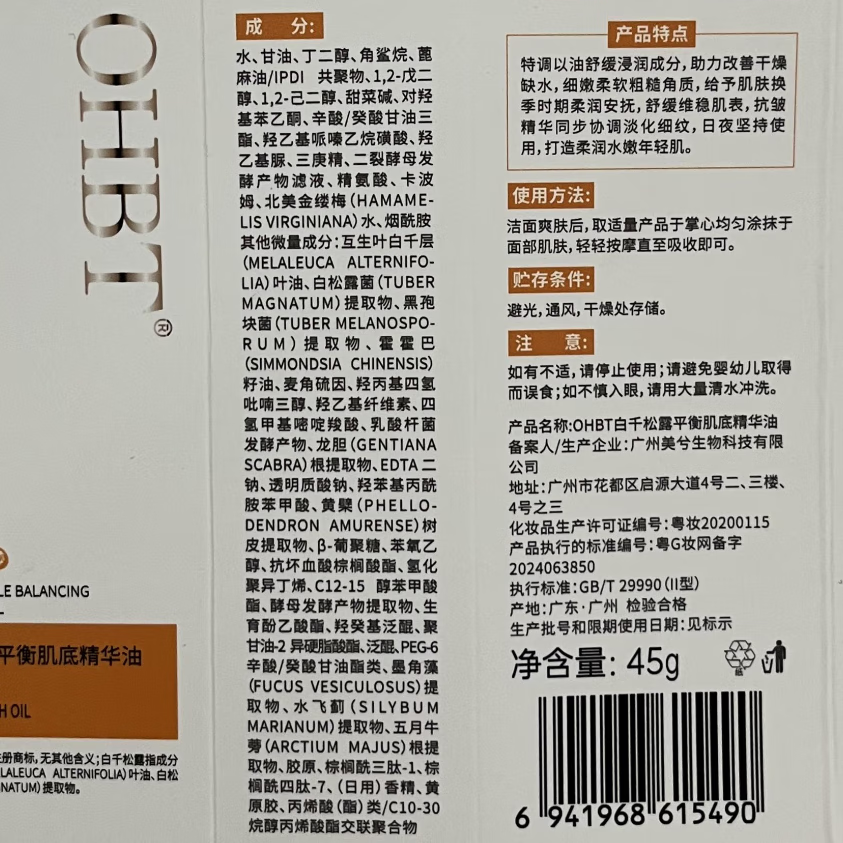 OHBT®
LE BALANCING
平衡肌底精华油
H OIL
册商标,无其他含义;白千松露指成分
LALEUCA ALTERNIFOLIA)叶油、白松
NATUM)提取物。
成 分:
水、甘油、丁二醇、角鲨烷、蓖
麻油/IPDI 共聚物、1,2-戊二
醇、1,2-己二醇、甜菜碱、对羟
基苯乙酮、辛酸/癸酸甘油三
酯、羟乙基哌嗪乙烷磺酸、羟
乙基脲、三庚精、二裂酵母发
酵产物滤液、精氨酸、卡波
姆、北美金缕梅(HAMAME-
LIS VIRGINIANA)水、烟酰胺
其他微量成分:互生叶白千层
(MELALEUCA ALTERNIFO-
LIA)叶油、白松露菌(TUBER
MAGNATUM)提取物、黑孢
块菌(TUBER MELANOSPO-
RUM)提取物、霍霍巴
(SIMMONDSIA CHINENSIS)
籽油、麦角硫因、羟丙基四氢
吡喃三醇、羟乙基纤维素、四
氢甲基嘧啶羧酸、乳酸杆菌
发酵产物、龙胆(GENTIANA
SCABRA)根提取物、EDTA 二
钠、透明质酸钠、羟苯基丙酰
胺苯甲酸、黄檗(PHELLO-
DENDRON AMURENSE)树
皮提取物、β-葡聚糖、苯氧乙
醇、抗坏血酸棕榈酸酯、氢化
聚异丁烯、C12-15 醇苯甲酸
酯、酵母发酵产物提取物、生
育酚乙酸酯、羟癸基泛醌、聚
甘油-2 异硬脂酸酯、泛醌、PEG-6
辛酸/癸酸甘油酯类、墨角藻
(FUCUS VESICULOSUS)提
取物、水飞蓟(SILYBUM
MARIANUM)提取物、五月牛
蒡(ARCTIUM MAJUS)根提
取物、胶原、棕榈酰三肽-1、棕
榈酰四肽-7、(日用)香精、黄
原胶、丙烯酸(酯)类/C10-30
烷醇丙烯酸酯交联聚合物
产品特点
特调以油舒缓浸润成分,助力改善干燥
缺水,细嫩柔软粗糙角质,给予肌肤换
季时期柔润安抚,舒缓维稳肌表,抗皱
精华同步协调淡化细纹,日夜坚持使
用,打造柔润水嫩年轻肌。
使用方法:
洁面爽肤后,取适量产品于掌心均匀涂抹于
面部肌肤,轻轻按摩直至吸收即可。
贮存条件:
避光,通风,干燥处存储。
注 意:
如有不适,请停止使用;请避免婴幼儿取得
而误食;如不慎入眼,请用大量清水冲洗。
产品名称:OHBT白千松露平衡肌底精华油
备案人/生产企业:广州美兮生物科技有限
公司
地址:广州市花都区启源大道4号二、三楼、
4号之三
化妆品生产许可证编号:粤妆20200115
产品执行的标准编号:粤G妆网备字
2024063850
执行标准:GB/T 29990(II型)
产地:广东·广州 检验合格
生产批号和限期使用日期:见标示
净含量: 45g
纸
6 941968 615490